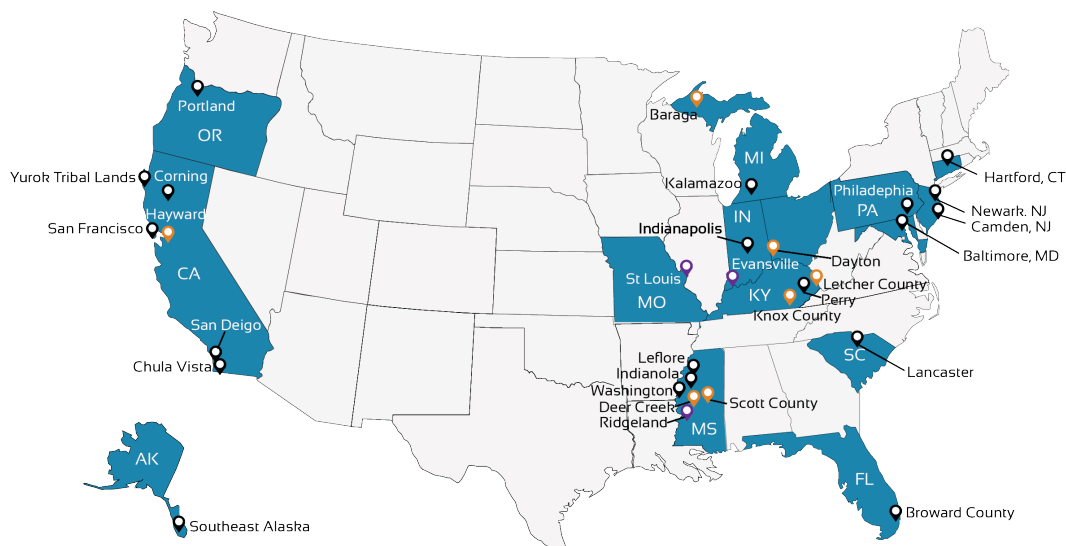 Portland
OR
Baraga
MI
Yurok Tribal Lands
Corning
Kalamazoo
Hartford, CT
Philadephia
PA
Hayward
San Francisco
IN
Newark. NJ
Camden, NJ
Indianapolis
Baltimore, MD
Dayton
Evansville
CA
St Louis
MO
KY
Letcher County
Perry
Knox County
San Deigo
Chula Vista
SC
Lancaster
Leflore
Indianola
Washington
Deer Creek
Scott County
Ridgeland
MS
AK
FL
Broward County
Southeast Alaska